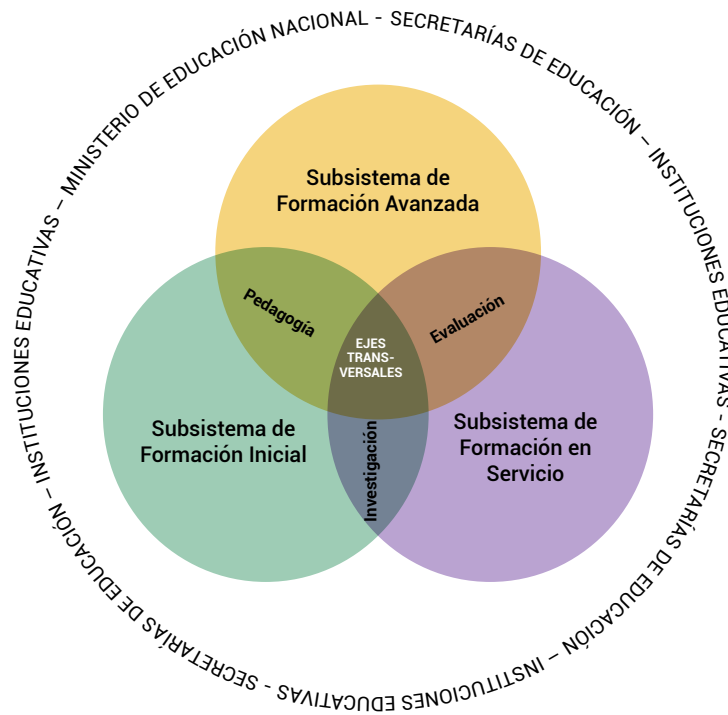 MINISTERIO DE EDUCACIÓN NACIONAL - SECRETARÍAS DE EDUCACIÓN – INSTITUCIONES EDUCATIVAS - SECRETARÍAS DE EDUCACIÓN – INSTITUCIONES EDUCATIVAS - SECRETARÍAS DE EDUCACIÓN – INSTITUCIONES EDUCATIVAS –
Subsistema de
Formación Avanzada
Pedagogía
Evaluación
EJES
TRANS-
VERSALES
Subsistema de
Formación Inicial
Investigación
Subsistema de
Formación en
Servicio